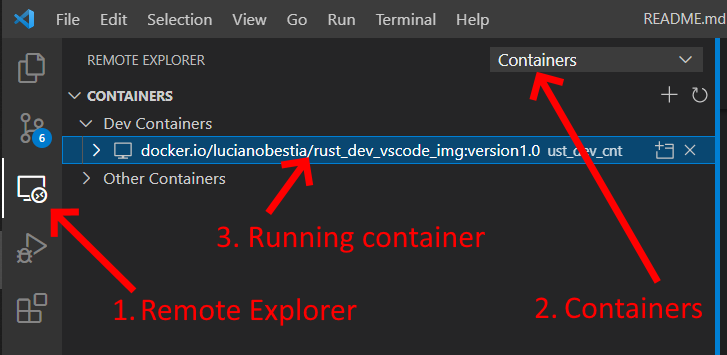 File Edit Selection View Go Run Terminal README.md
REMOTE EXPLORER Containers
CONTAINERS
Dev Containers
6
docker.io/lucianobestia/rust_dev_vscode_img:version1.0 ust_dev_cnt
Other Containers
3. Running container
1. Remote Explorer
2. Containers